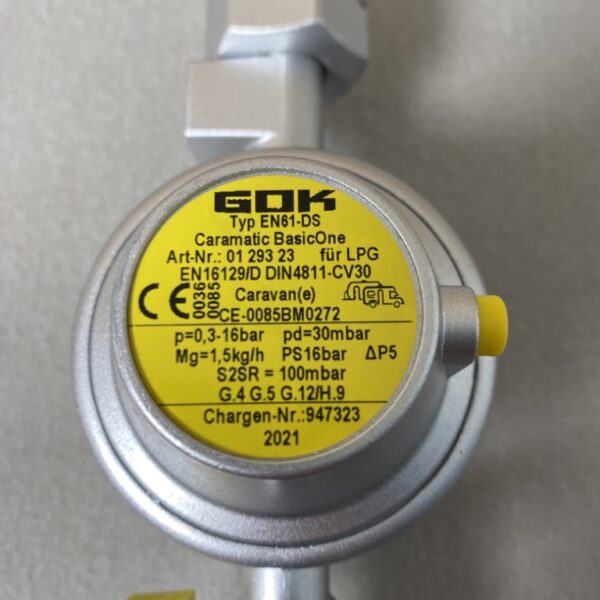 GOK
Typ EN61-DS
Caramatic BasicOne
Art-Nr.: 01 293 23 für LPG
EN16129/D DIN4811-CV30
CE 0036 0085 Caravan(e)
CE-0085BM0272
p=0,3-16bar pd=30mbar
Mg=1,5kg/h PS16bar ΔP5
S2SR = 100mbar
G.4 G.5 G.12/H.9
Chargen-Nr.:947323
2021